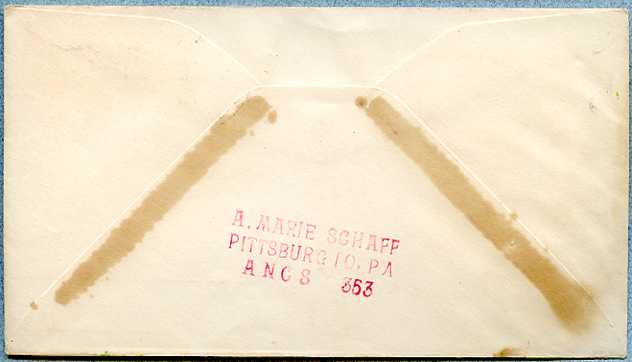 A. MARIE SCHAFF
PITTSBURG 10, PA
ANCS 353